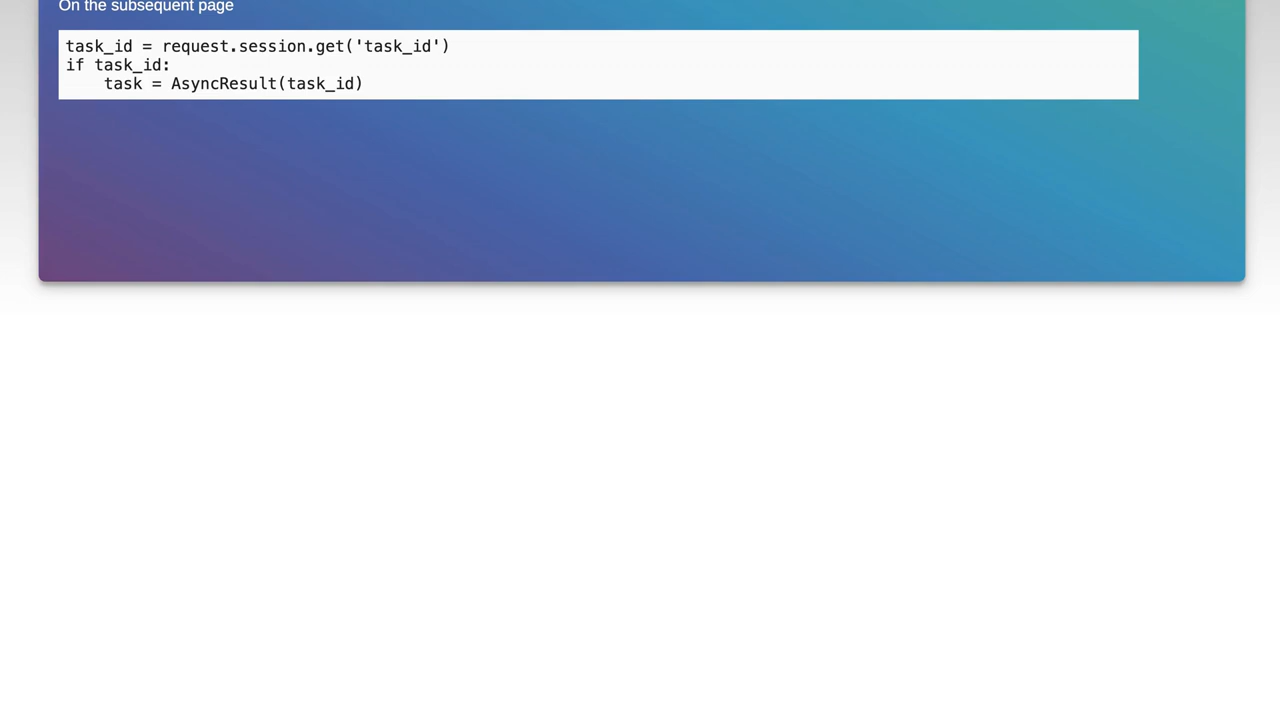 On the subsequent page
task_id = request.session.get('task_id')
if task_id:
    task = AsyncResult(task_id)